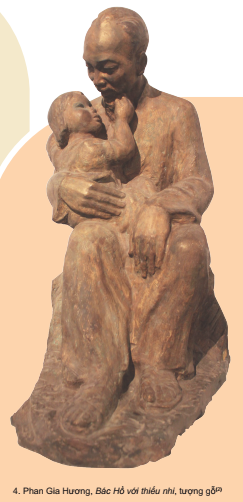 4. Phan Gia Hương, Bác Hồ với thiếu nhi, tượng gỗ⁽²⁾